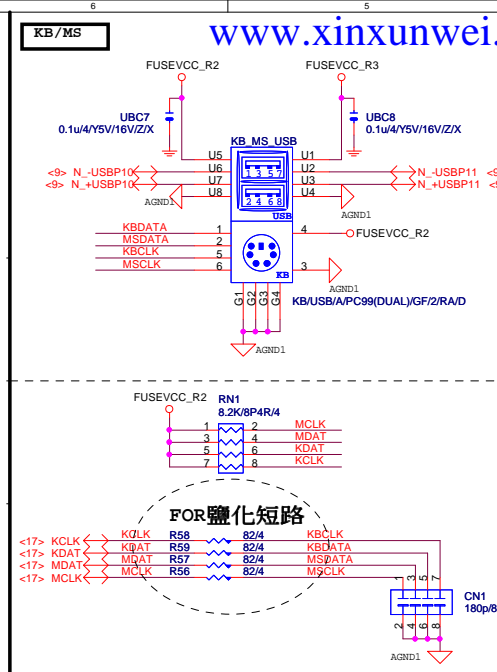 6
5
KB/MS
www.xinxunwei.
FUSEVCC_R2
FUSEVCC_R3
UBC7
0.1u/4/Y5V/16V/Z/X
UBC8
0.1u/4/Y5V/16V/Z/X
KB_MS_USB
U5
U1
<9> N_-USBP10
U6
U2
N_-USBP11
<9> N_+USBP10
U7
U3
N_+USBP11
U8
U4
1 3 5 7
2 4 6 8
AGND1
AGND1
USB
KBDATA
1
4
FUSEVCC_R2
MSDATA
2
KBCLK
5
MSCLK
6
3
KB
AGND1
G1
G2
G3
G4
KB/USB/A/PC99(DUAL)/GF/2/RA/D
AGND1
FUSEVCC_R2
RN1
8.2K/8P4R/4
1
2
MCLK
3
4
MDAT
5
6
KDAT
7
8
KCLK
FOR鹽化短路
<17> KCLK
KCLK
R58
82/4
KBCLK
<17> KDAT
KDAT
R59
82/4
KBDATA
<17> MDAT
MDAT
R57
82/4
MSDATA
<17> MCLK
MCLK
R56
82/4
MSCLK
1
3
5
7
CN1
180p/8
2
4
6
8
AGND1